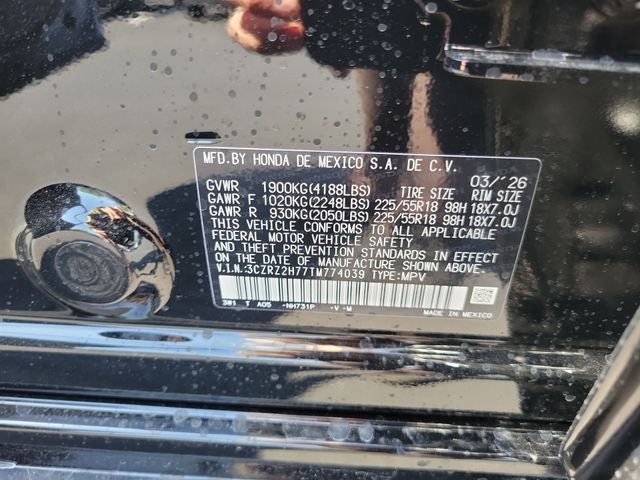 MFD.BY HONDA DE MEXICO S.A. DE C.V.
03/'26
GVWR 1900KG(4188LBS) TIRE SIZE RIM SIZE
GAWR F 1020KG(2248LBS) 225/55R18 98H 18X7.0J
GAWR R 930KG(2050LBS) 225/55R18 98H 18X7.0J
THIS VEHICLE CONFORMS TO ALL APPLICABLE
FEDERAL MOTOR VEHICLE SAFETY
AND THEFT PREVENTION STANDARDS IN EFFECT
ON THE DATE OF MANUFACTURE SHOWN ABOVE.
V.I.N.:3CZRZ2H77TM774039 TYPE:MPV
3W1 T A05 -NH731P -V-M
MADE IN MEXICO